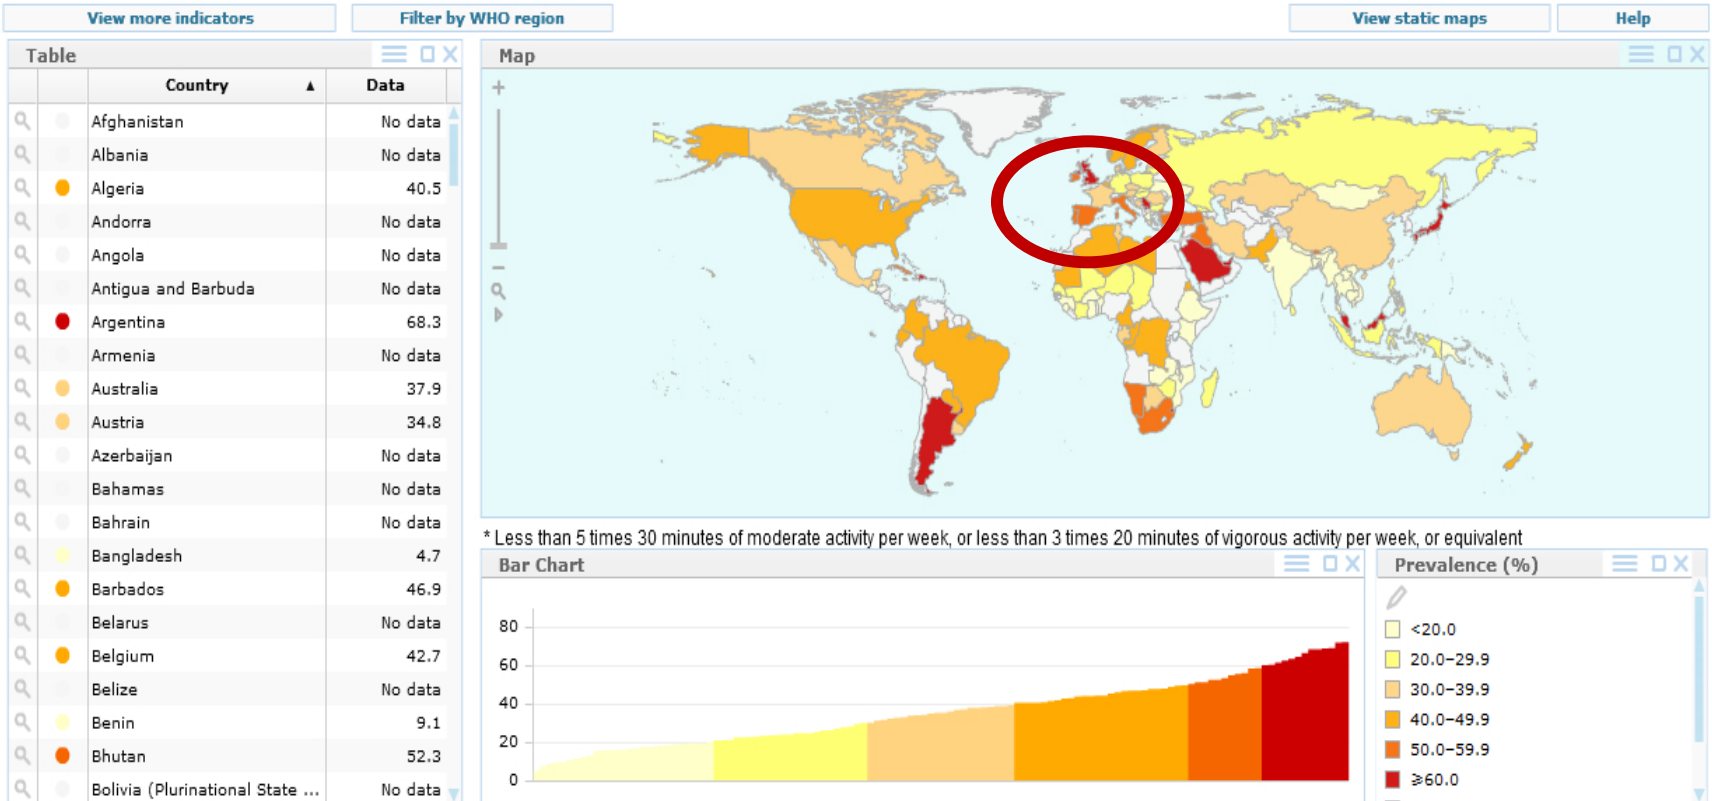 View more indicators
Filter by WHO region
View static maps
Help
Table
Country ▲ Data
Afghanistan No data
Albania No data
Algeria 40.5
Andorra No data
Angola No data
Antigua and Barbuda No data
Argentina 68.3
Armenia No data
Australia 37.9
Austria 34.8
Azerbaijan No data
Bahamas No data
Bahrain No data
Bangladesh 4.7
Barbados 46.9
Belarus No data
Belgium 42.7
Belize No data
Benin 9.1
Bhutan 52.3
Bolivia (Plurinational State ... No data
Map
* Less than 5 times 30 minutes of moderate activity per week, or less than 3 times 20 minutes of vigorous activity per week, or equivalent
Bar Chart
80
60
40
20
0
Prevalence (%)
<20.0
20.0–29.9
30.0–39.9
40.0–49.9
50.0–59.9
≥60.0